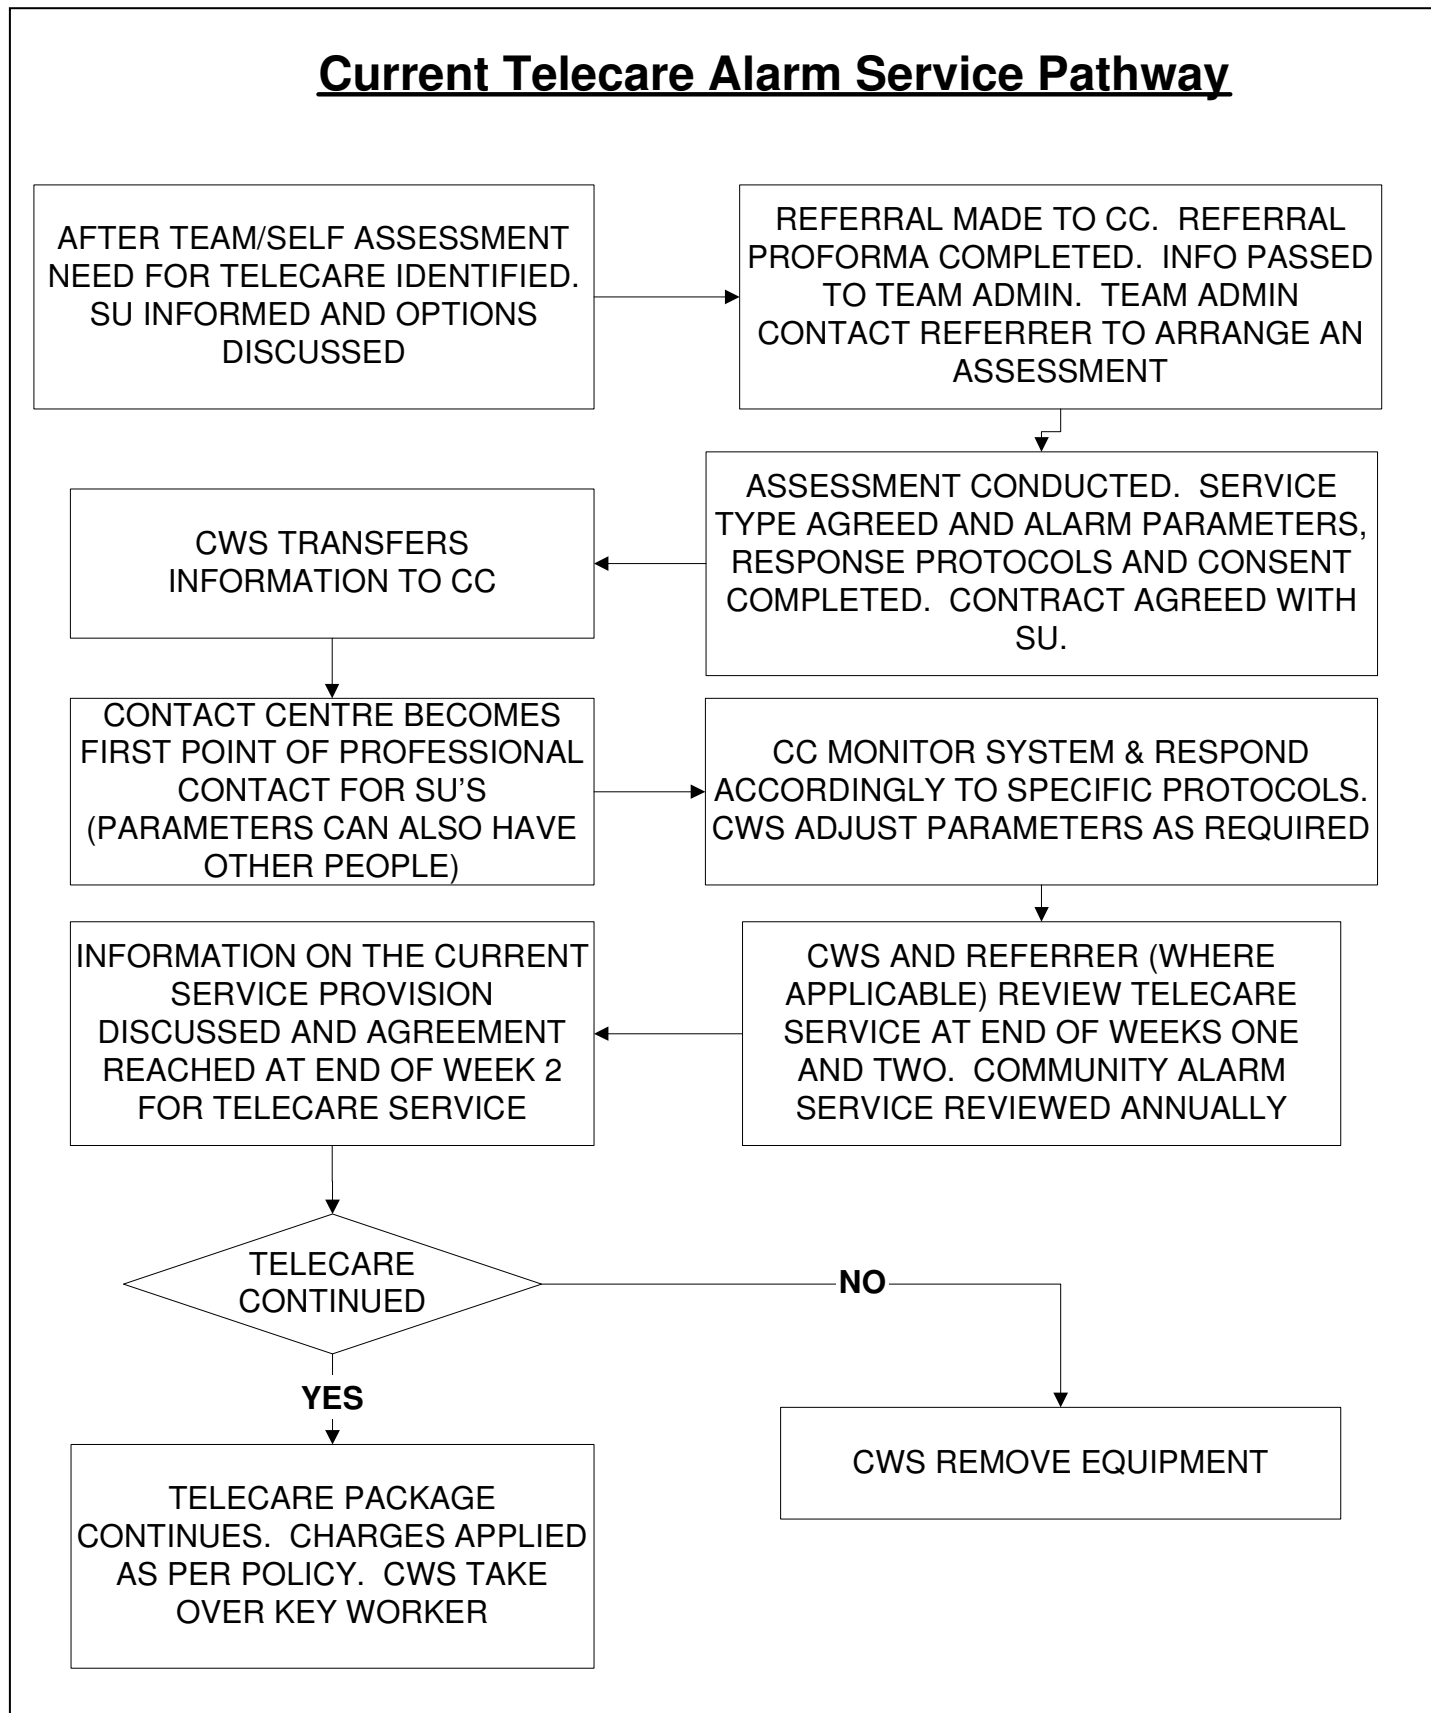 Current Telecare Alarm Service Pathway
AFTER TEAM/SELF ASSESSMENT
NEED FOR TELECARE IDENTIFIED.
SU INFORMED AND OPTIONS
DISCUSSED
REFERRAL MADE TO CC.  REFERRAL
PROFORMA COMPLETED.  INFO PASSED
TO TEAM ADMIN.  TEAM ADMIN
CONTACT REFERRER TO ARRANGE AN
ASSESSMENT
ASSESSMENT CONDUCTED.  SERVICE
TYPE AGREED AND ALARM PARAMETERS,
RESPONSE PROTOCOLS AND CONSENT
COMPLETED.  CONTRACT AGREED WITH
SU.
CWS TRANSFERS
INFORMATION TO CC
CONTACT CENTRE BECOMES
FIRST POINT OF PROFESSIONAL
CONTACT FOR SU’S
(PARAMETERS CAN ALSO HAVE
OTHER PEOPLE)
CC MONITOR SYSTEM & RESPOND
ACCORDINGLY TO SPECIFIC PROTOCOLS.
CWS ADJUST PARAMETERS AS REQUIRED
CWS AND REFERRER (WHERE
APPLICABLE) REVIEW TELECARE
SERVICE AT END OF WEEKS ONE
AND TWO.  COMMUNITY ALARM
SERVICE REVIEWED ANNUALLY
INFORMATION ON THE CURRENT
SERVICE PROVISION
DISCUSSED AND AGREEMENT
REACHED AT END OF WEEK 2
FOR TELECARE SERVICE
TELECARE
CONTINUED
NO
YES
CWS REMOVE EQUIPMENT
TELECARE PACKAGE
CONTINUES.  CHARGES APPLIED
AS PER POLICY.  CWS TAKE
OVER KEY WORKER